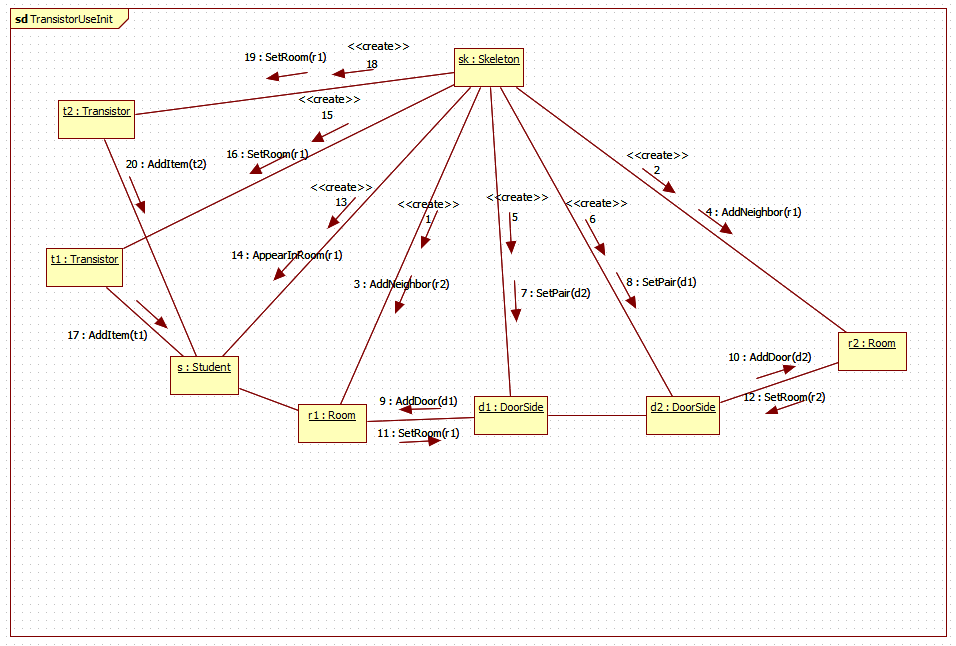 sd TransistorUseInit
<<create>>
19 : SetRoom(r1)
18
sk : Skeleton
<<create>>
t2 : Transistor
15
16 : SetRoom(r1)
<<create>>
2
20 : AddItem(t2)
<<create>>
13
<<create>>
<<create>>
<<create>>
1
5
6
4 : AddNeighbor(r1)
t1 : Transistor
14 : AppearInRoom(r1)
3 : AddNeighbor(r2)
7 : SetPair(d2)
8 : SetPair(d1)
17 : AddItem(t1)
r2 : Room
10 : AddDoor(d2)
s : Student
9 : AddDoor(d1)
12 : SetRoom(r2)
r1 : Room
d1 : DoorSide
d2 : DoorSide
11 : SetRoom(r1)